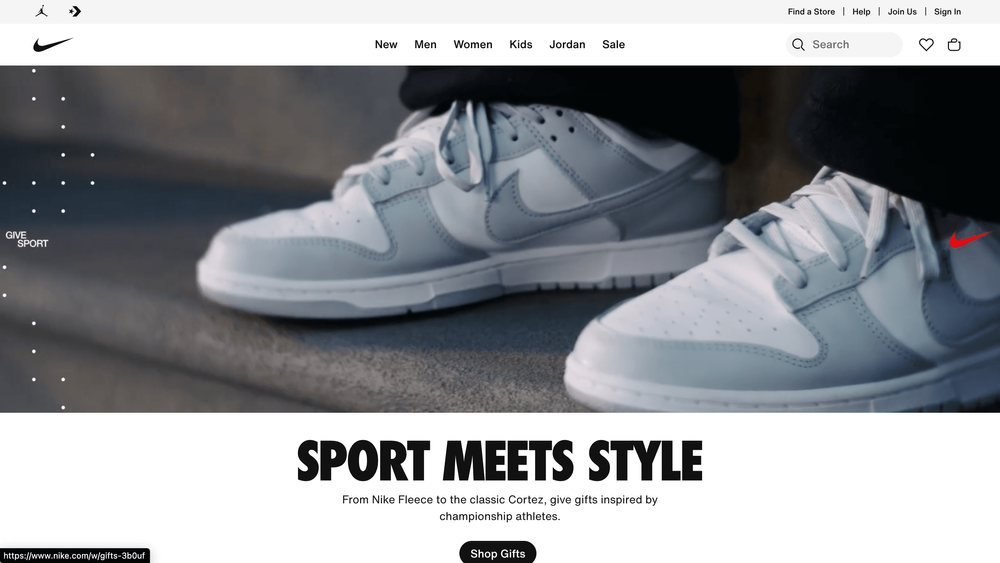 Find a Store | Help | Join Us | Sign In
New Men Women Kids Jordan Sale
Search
GIVE
SPORT
SPORT MEETS STYLE
From Nike Fleece to the classic Cortez, give gifts inspired by
championship athletes.
Shop Gifts
https://www.nike.com/w/gifts-3b0uf